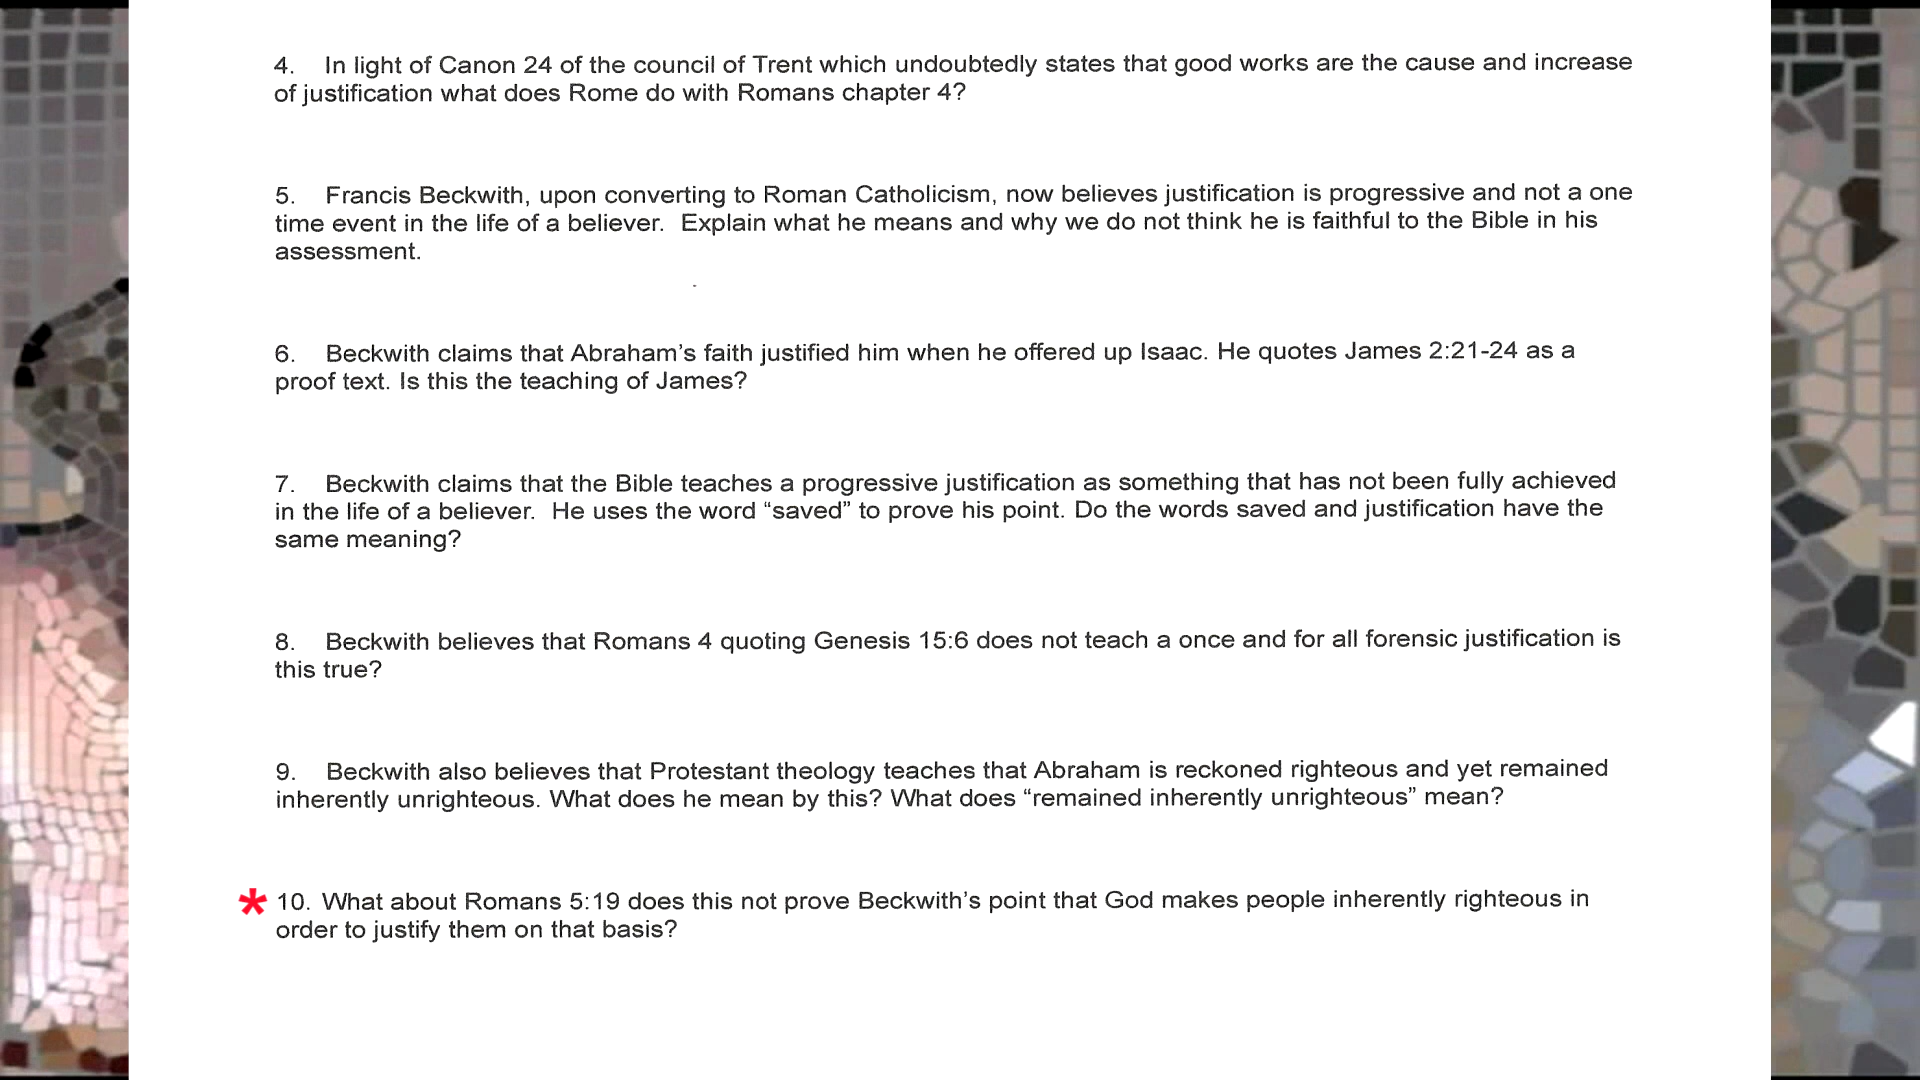 4. In light of Canon 24 of the council of Trent which undoubtedly states that good works are the cause and increase
of justification what does Rome do with Romans chapter 4?
5. Francis Beckwith, upon converting to Roman Catholicism, now believes justification is progressive and not a one
time event in the life of a believer. Explain what he means and why we do not think he is faithful to the Bible in his
assessment.
6. Beckwith claims that Abraham’s faith justified him when he offered up Isaac. He quotes James 2:21-24 as a
proof text. Is this the teaching of James?
7. Beckwith claims that the Bible teaches a progressive justification as something that has not been fully achieved
in the life of a believer. He uses the word “saved” to prove his point. Do the words saved and justification have the
same meaning?
8. Beckwith believes that Romans 4 quoting Genesis 15:6 does not teach a once and for all forensic justification is
this true?
9. Beckwith also believes that Protestant theology teaches that Abraham is reckoned righteous and yet remained
inherently unrighteous. What does he mean by this? What does “remained inherently unrighteous” mean?
* 10. What about Romans 5:19 does this not prove Beckwith’s point that God makes people inherently righteous in
order to justify them on that basis?